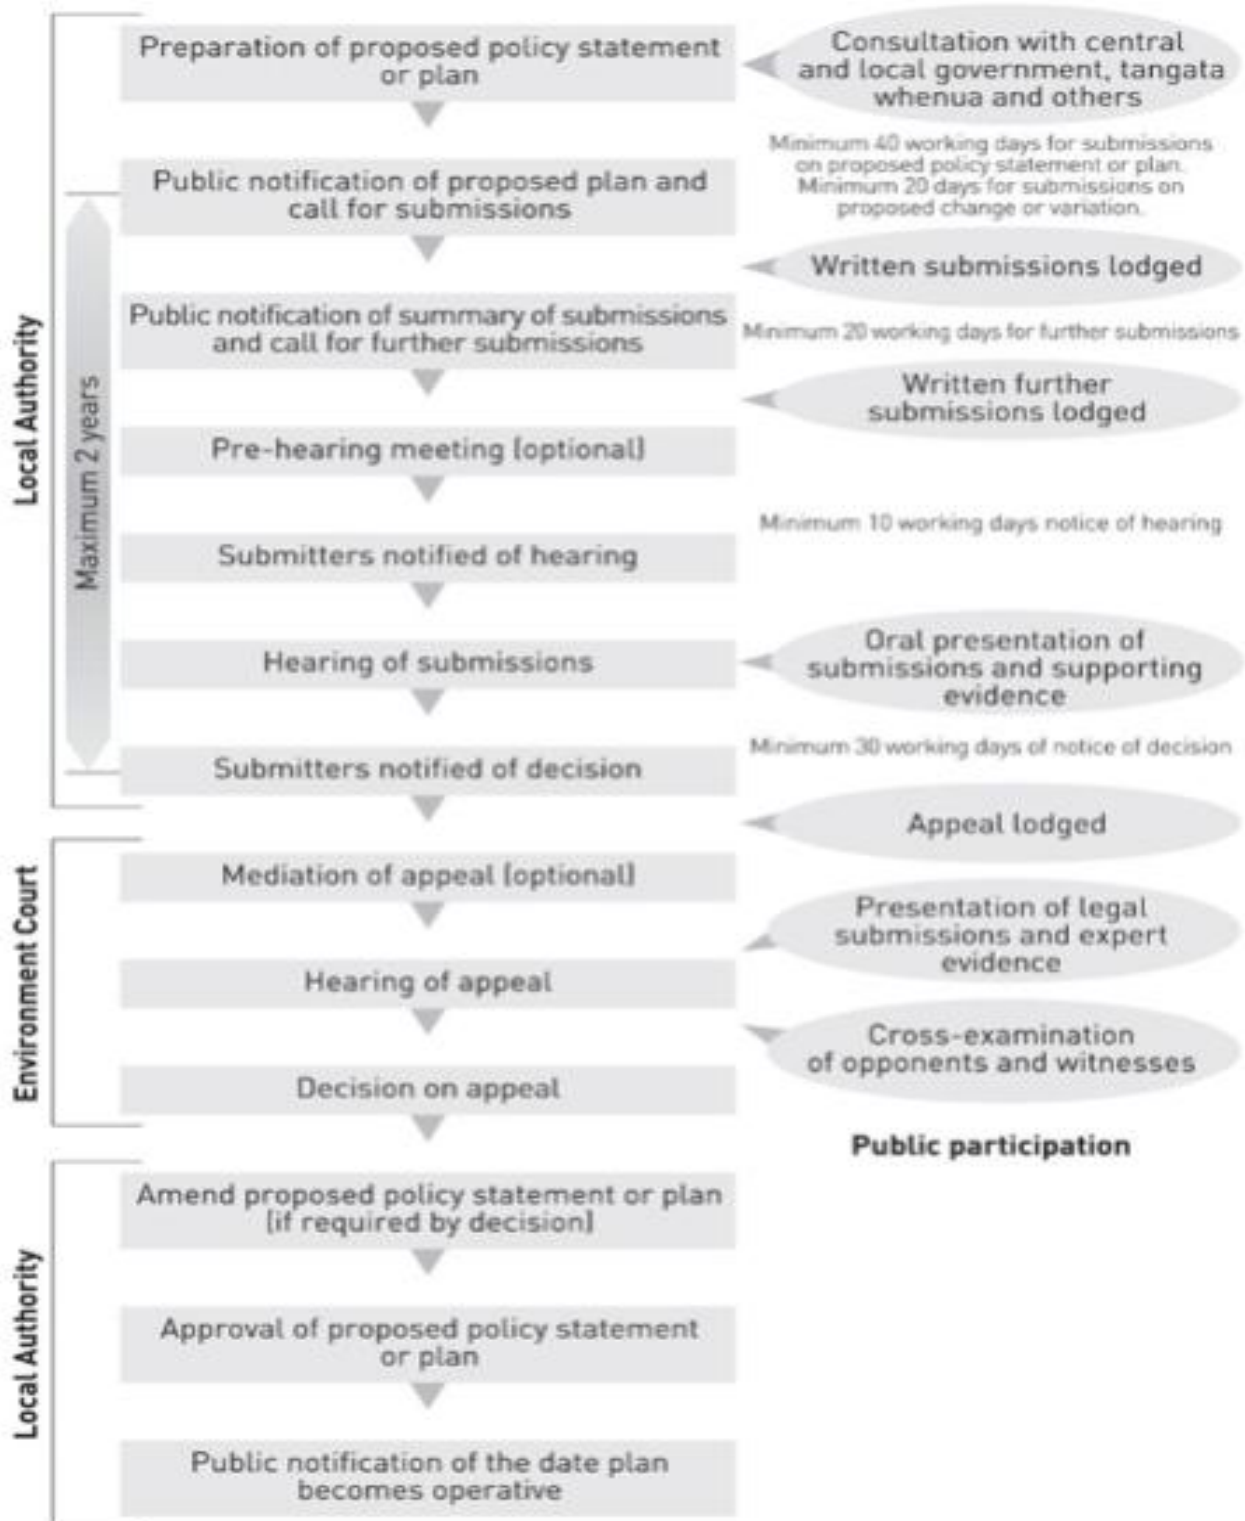 Local Authority
Maximum 2 years
Preparation of proposed policy statement
or plan
Consultation with central
and local government, tangata
whenua and others
Minimum 40 working days for submissions
on proposed policy statement or plan.
Minimum 20 days for submissions on
proposed change or variation.
Public notification of proposed plan and
call for submissions
Written submissions lodged
Public notification of summary of submissions
and call for further submissions
Minimum 20 working days for further submissions
Written further
submissions lodged
Pre-hearing meeting (optional)
Minimum 10 working days notice of hearing
Submitters notified of hearing
Hearing of submissions
Oral presentation of
submissions and supporting
evidence
Minimum 30 working days of notice of decision
Submitters notified of decision
Appeal lodged
Environment Court
Mediation of appeal (optional)
Presentation of legal
submissions and expert
evidence
Hearing of appeal
Cross-examination
of opponents and witnesses
Decision on appeal
Public participation
Local Authority
Amend proposed policy statement or plan
(if required by decision)
Approval of proposed policy statement
or plan
Public notification of the date plan
becomes operative